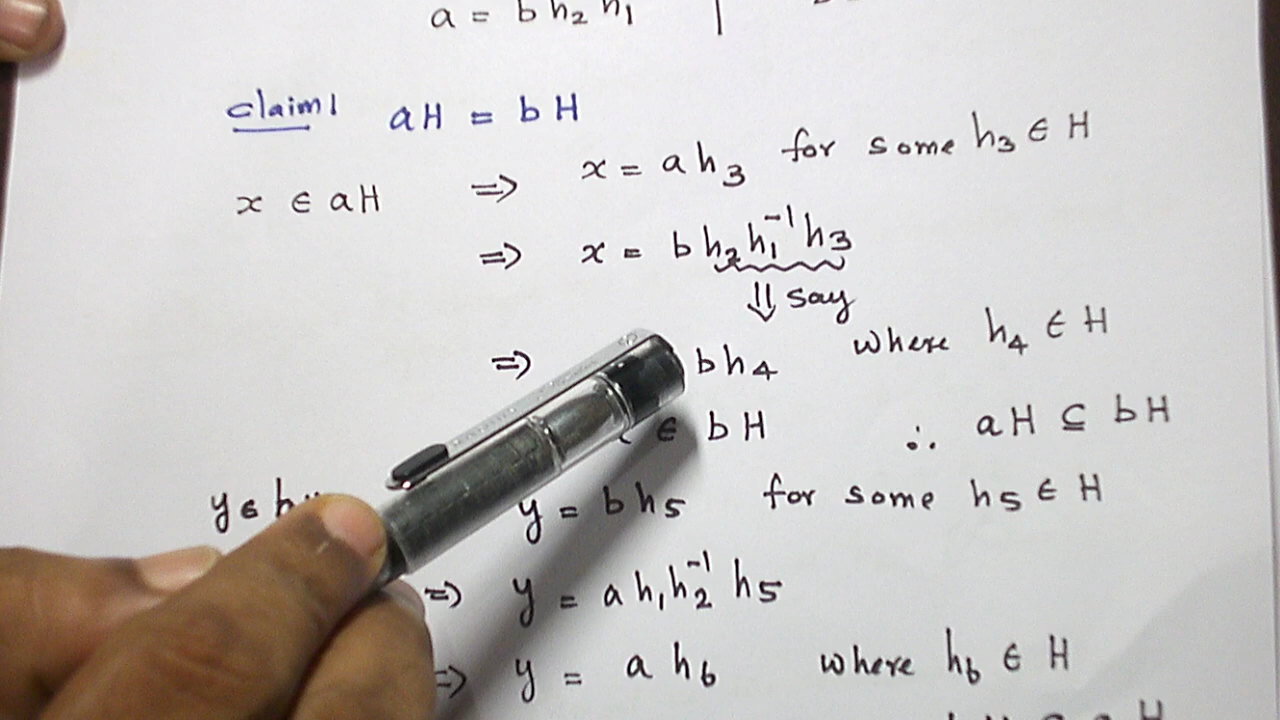 a = b h₂ h₁
claim! aH = bH
x ∈ aH ⇒ x = a h₃ for some h₃ ∈ H
⇒ x = b h₂ h₁⁻¹ h₃
⇓ say
⇒ b h₄ where h₄ ∈ H
∈ bH ∴ aH ⊆ bH
y ∈ y = b h₅ for some h₅ ∈ H
⇒ y = a h₁ h₂⁻¹ h₅
⇒ y = a h₆ where h₆ ∈ H